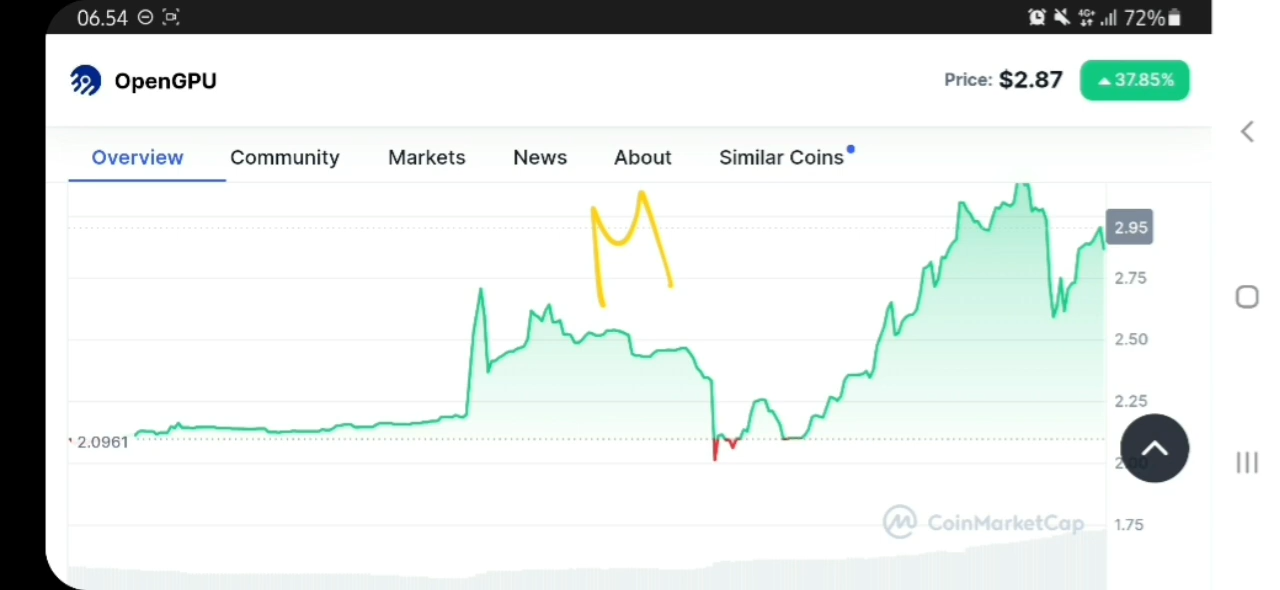 06.54 4G+ 72%
OpenGPU Price: $2.87 37.85%
Overview Community Markets News About Similar Coins
M
2.95
2.75
2.50
2.25
2.0961
CoinMarketCap
1.75